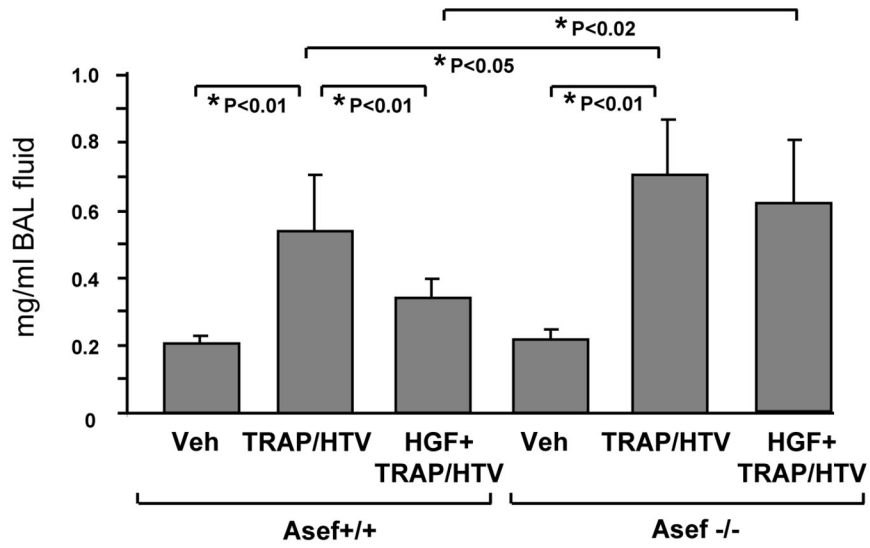 * P<0.02
* P<0.05
* P<0.01
* P<0.01
* P<0.01
mg/ml BAL fluid
1.0
0.8
0.6
0.4
0.2
0
Veh TRAP/HTV HGF+ Veh TRAP/HTV HGF+
TRAP/HTV TRAP/HTV
Asef+/+ Asef -/-